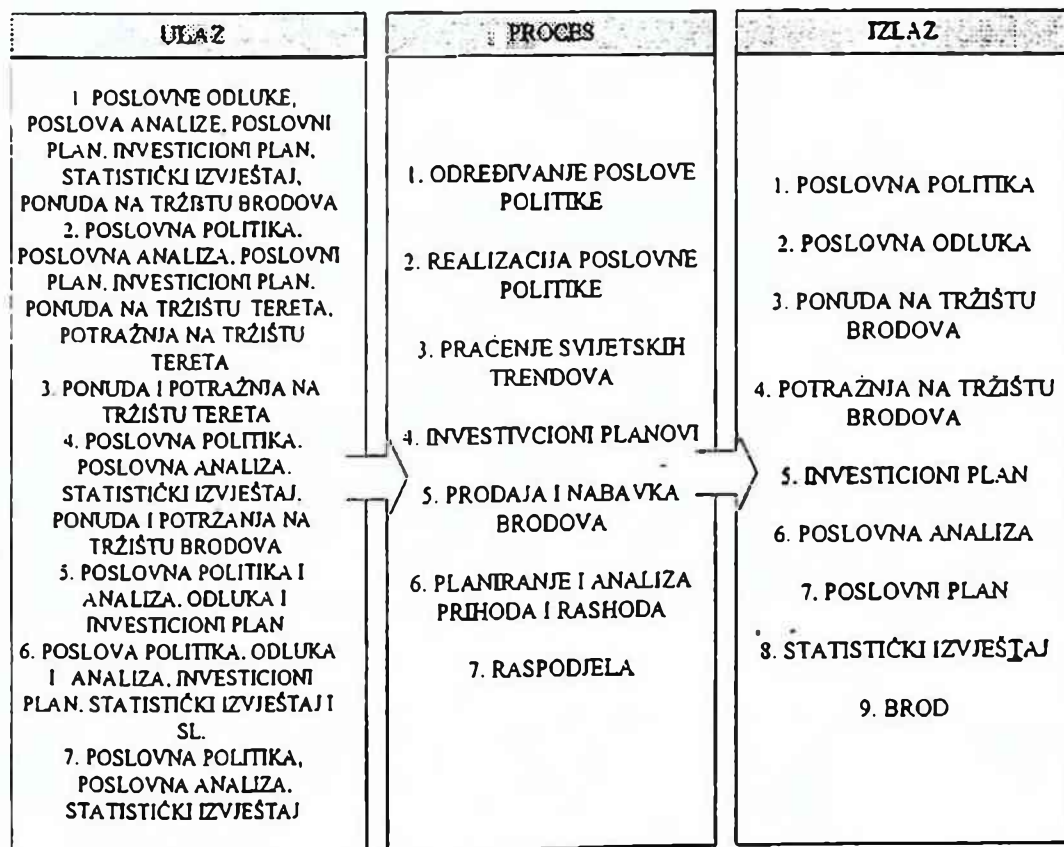 ULAZ
1 POSLOVNE ODLUKE,
POSLOVA ANALIZE. POSLOVNI
PLAN. INVESTICIONI PLAN,
STATISTIČKI IZVJEŠTAJ,
PONUDA NA TRŽIŠTU BRODOVA
2. POSLOVNA POLITIKA.
POSLOVNA ANALIZA. POSLOVNI
PLAN. INVESTICIONI PLAN.
PONUDA NA TRŽIŠTU TERETA,
POTRAŽNJA NA TRŽIŠTU
TERETA
3. PONUDA I POTRAŽNJA NA
TRŽIŠTU TERETA
4. POSLOVNA POLITIKA.
POSLOVNA ANALIZA.
STATISTIČKI IZVJEŠTAJ.
PONUDA I POTRZANJA NA
TRŽIŠTU BRODOVA
5. POSLOVNA POLITIKA I
ANALIZA. ODLUKA I
INVESTICIONI PLAN
6. POSLOVA POLITIKA. ODLUKA
I ANALIZA. INVESTICIONI
PLAN. STATISTIČKI IZVJEŠTAJ I
SL.
7. POSLOVNA POLITIKA,
POSLOVNA ANALIZA.
STATISTIČKI IZVJEŠTAJ
PROCES
1. ODREĐIVANJE POSLOVE
POLITIKE
2. REALIZACIJA POSLOVNE
POLITIKE
3. PRAĆENJE SVIJETSKIH
TRENDOVA
4. INVESTIVCIONI PLANOVI
5. PRODAJA I NABAVKA
BRODOVA
6. PLANIRANJE I ANALIZA
PRIHODA I RASHODA
7. RASPODJELA
IZLAZ
1. POSLOVNA POLITIKA
2. POSLOVNA ODLUKA
3. PONUDA NA TRŽIŠTU
BRODOVA
4. POTRAŽNJA NA TRŽIŠTU
BRODOVA
5. INVESTICIONI PLAN
6. POSLOVNA ANALIZA
7. POSLOVNI PLAN
8. STATISTIČKI IZVJEŠTAJ
9. BROD